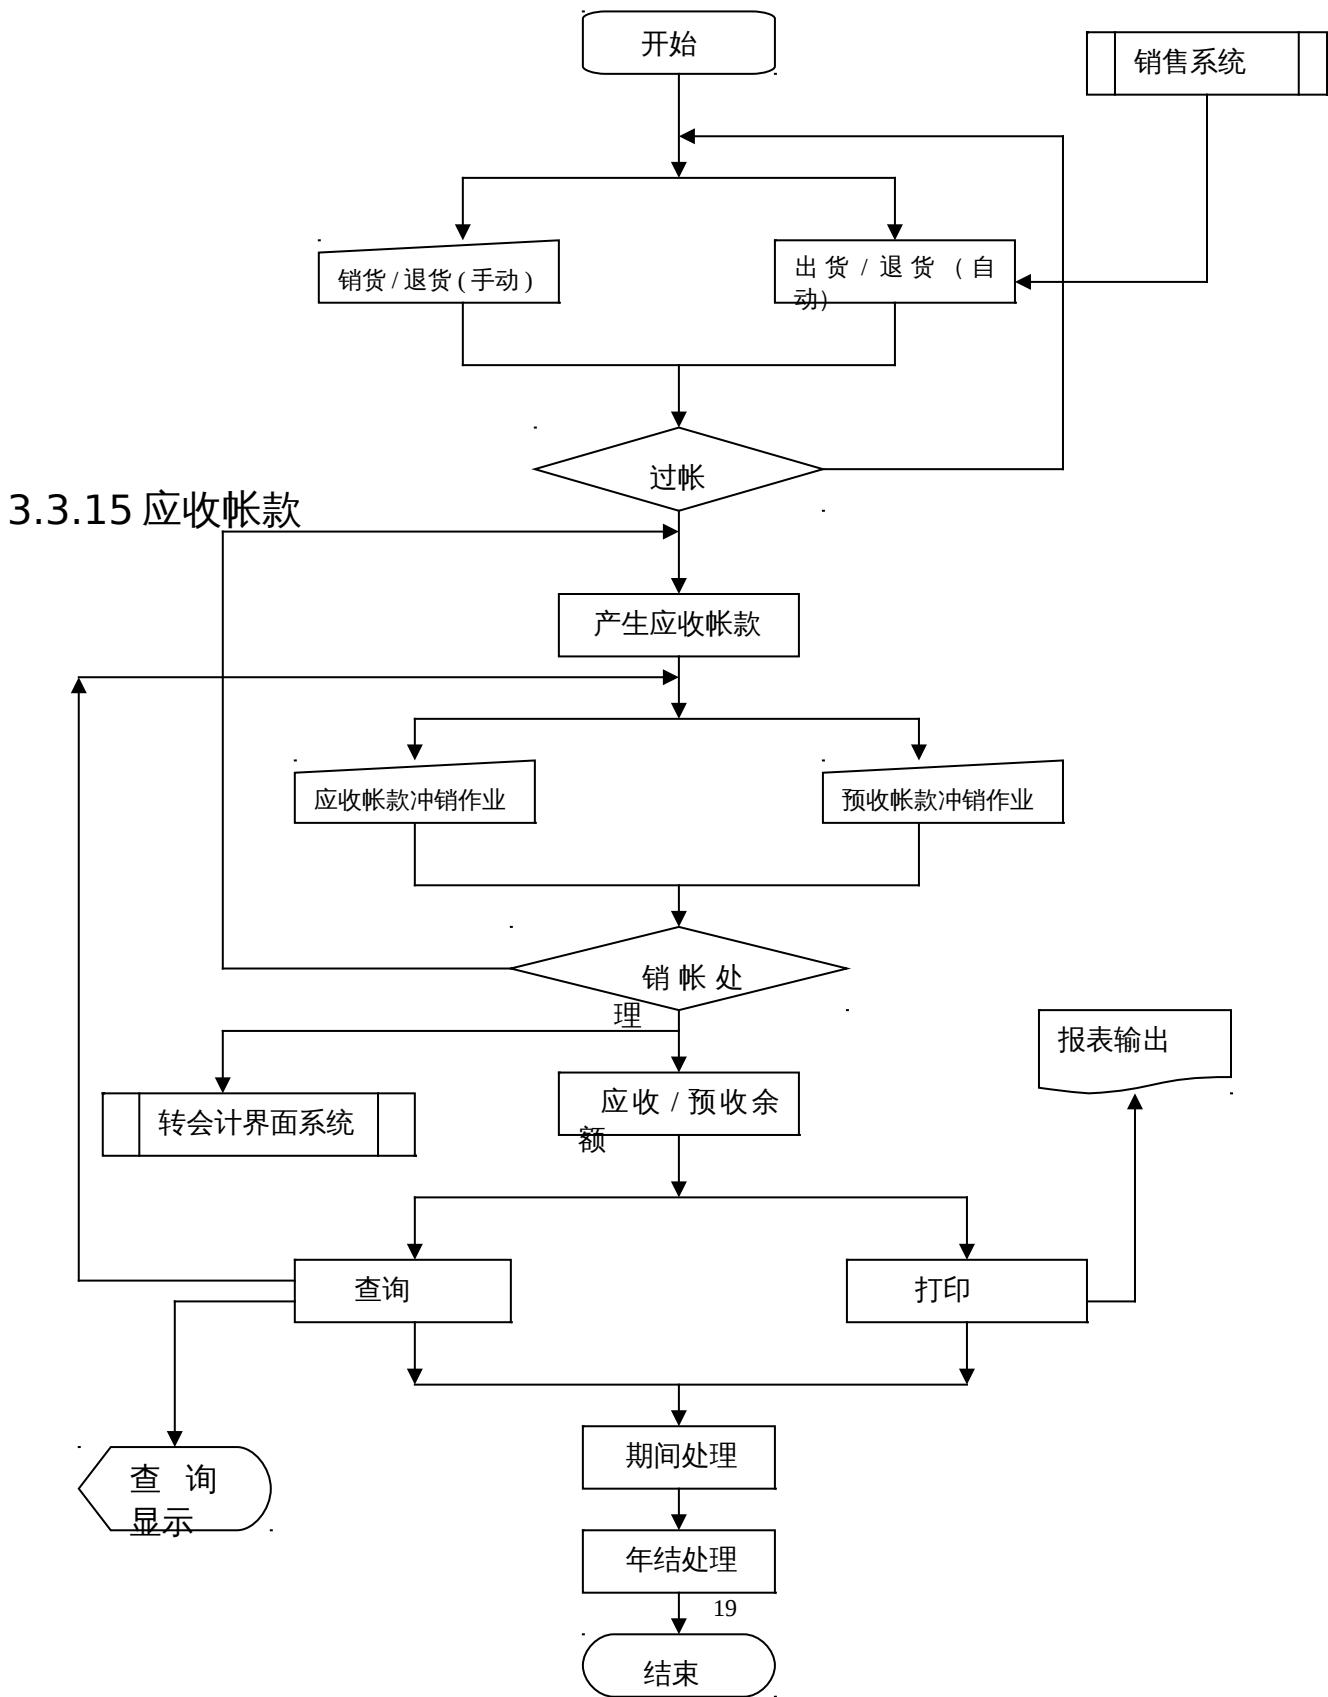 开始
销售系统
销货/退货(手动)
出货/退货（自
动）
过帐
3.3.15 应收帐款
产生应收帐款
应收帐款冲销作业
预收帐款冲销作业
销帐处
理
报表输出
转会计界面系统
应收/预收余
额
查询
打印
期间处理
查 询
显示
年结处理
19
结束